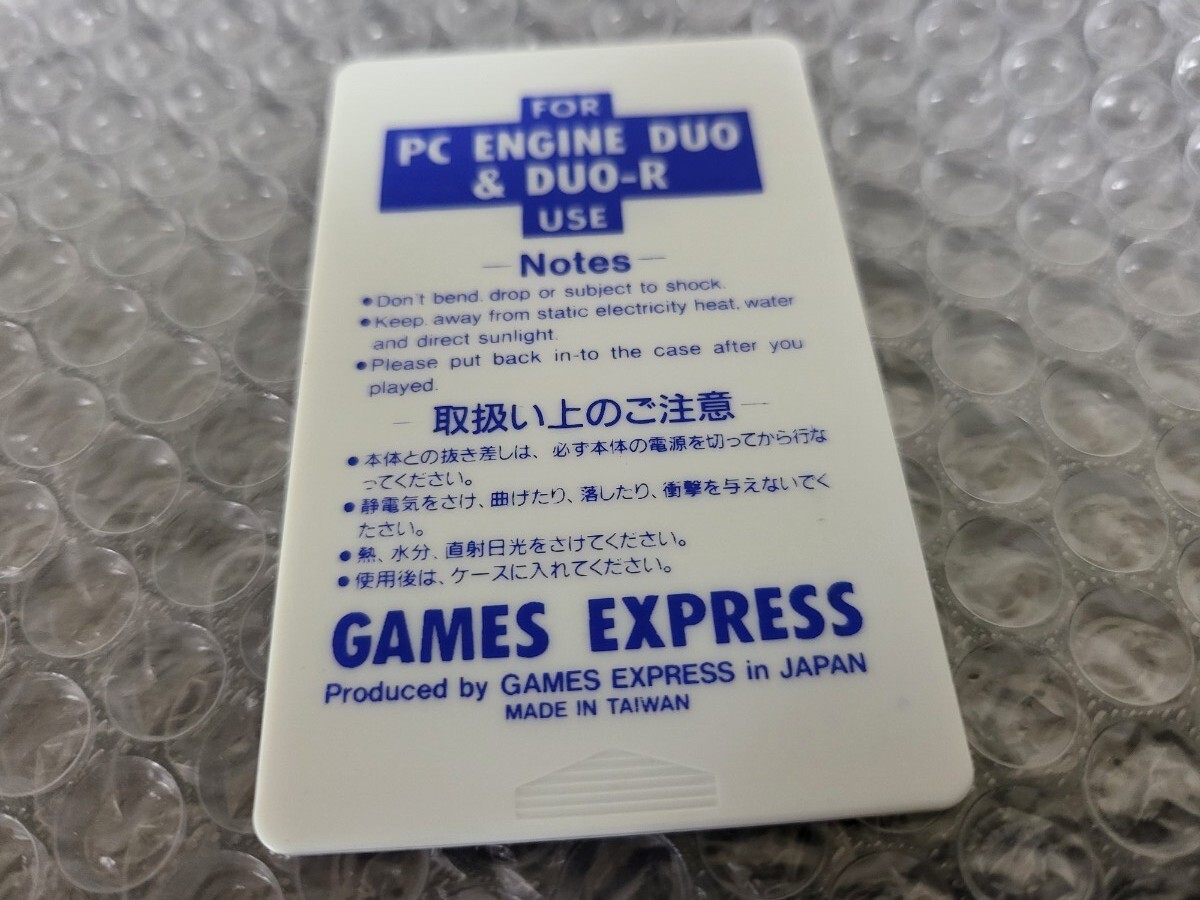 FOR
PC ENGINE DUO
& DUO-R
USE
Notes
●Don't bend. drop or subject to shock.
●Keep. away from static electricity heat, water
and direct sunlight.
●Please put back in-to the case after you
played.
取扱い上のご注意
●本体との抜き差しは、必ず本体の電源を切ってから行な
ってください。
●静電気をさけ、曲げたり、落したり、衝撃を与えないでく
ださい。
●熱、水分、直射日光をさけてください。
●使用後は、ケースに入れてください。
GAMES EXPRESS
Produced by GAMES EXPRESS in JAPAN
MADE IN TAIWAN